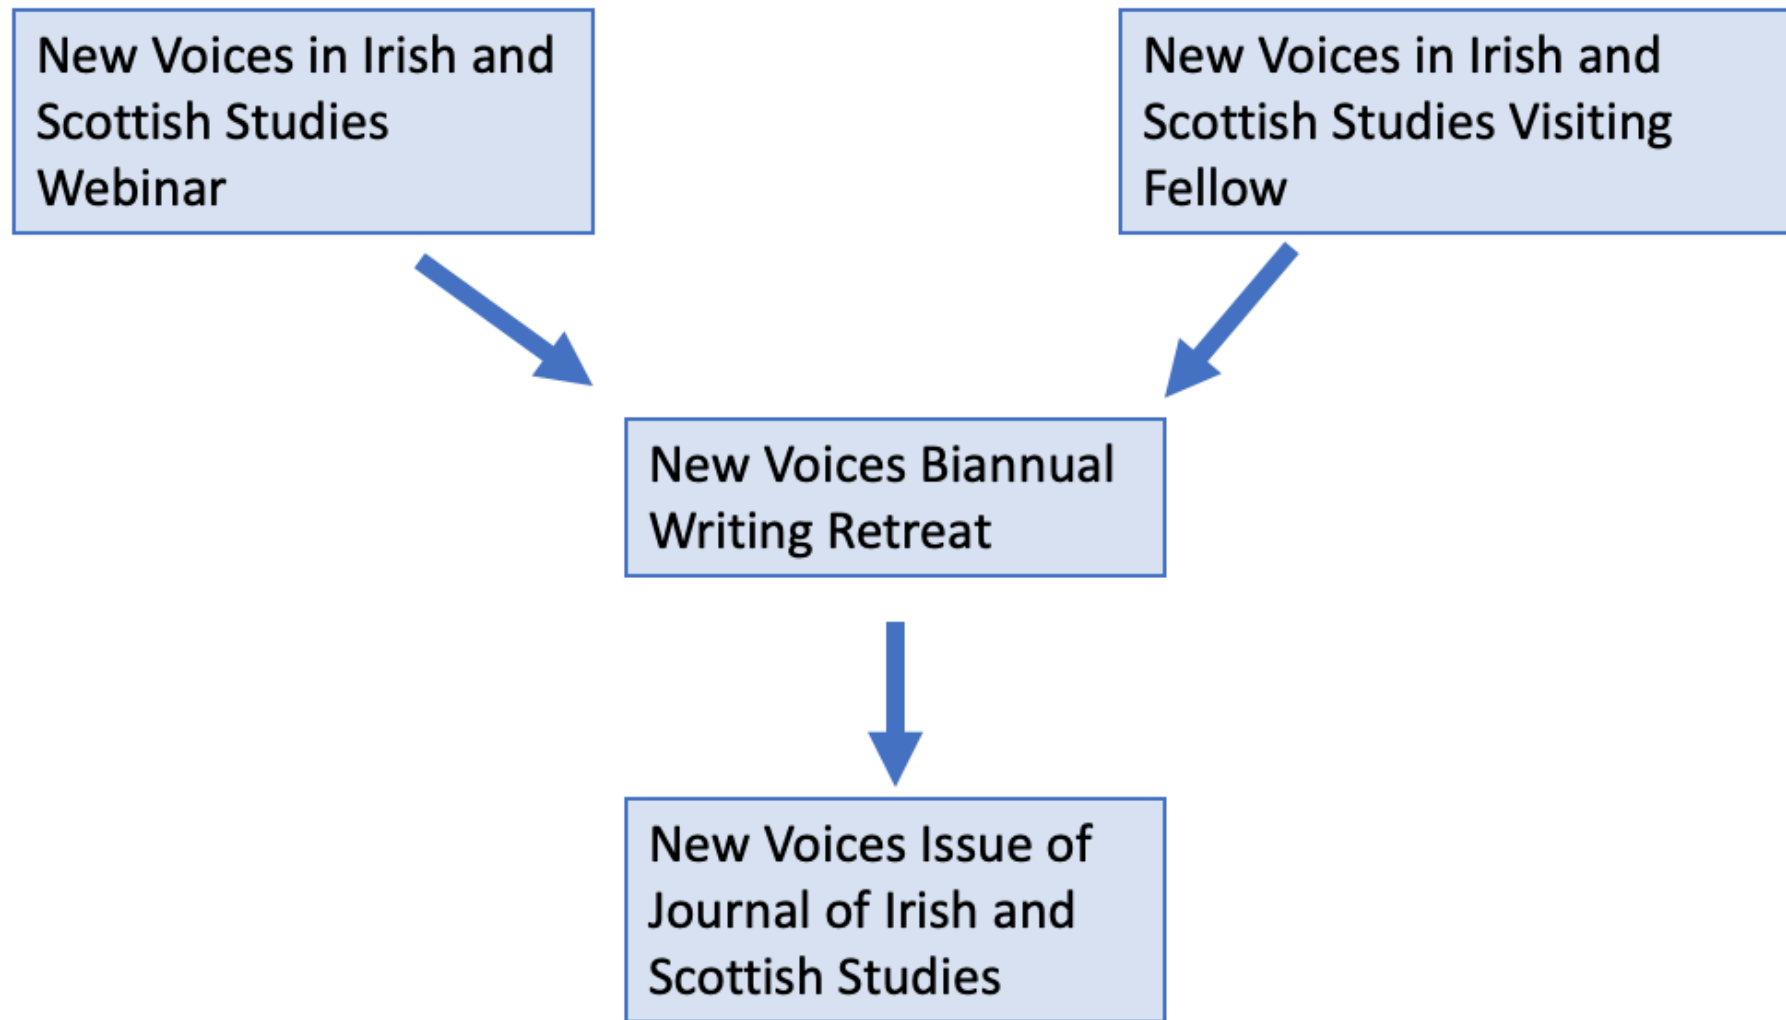 New Voices in Irish and
Scottish Studies
Webinar
New Voices in Irish and
Scottish Studies Visiting
Fellow
New Voices Biannual
Writing Retreat
New Voices Issue of
Journal of Irish and
Scottish Studies